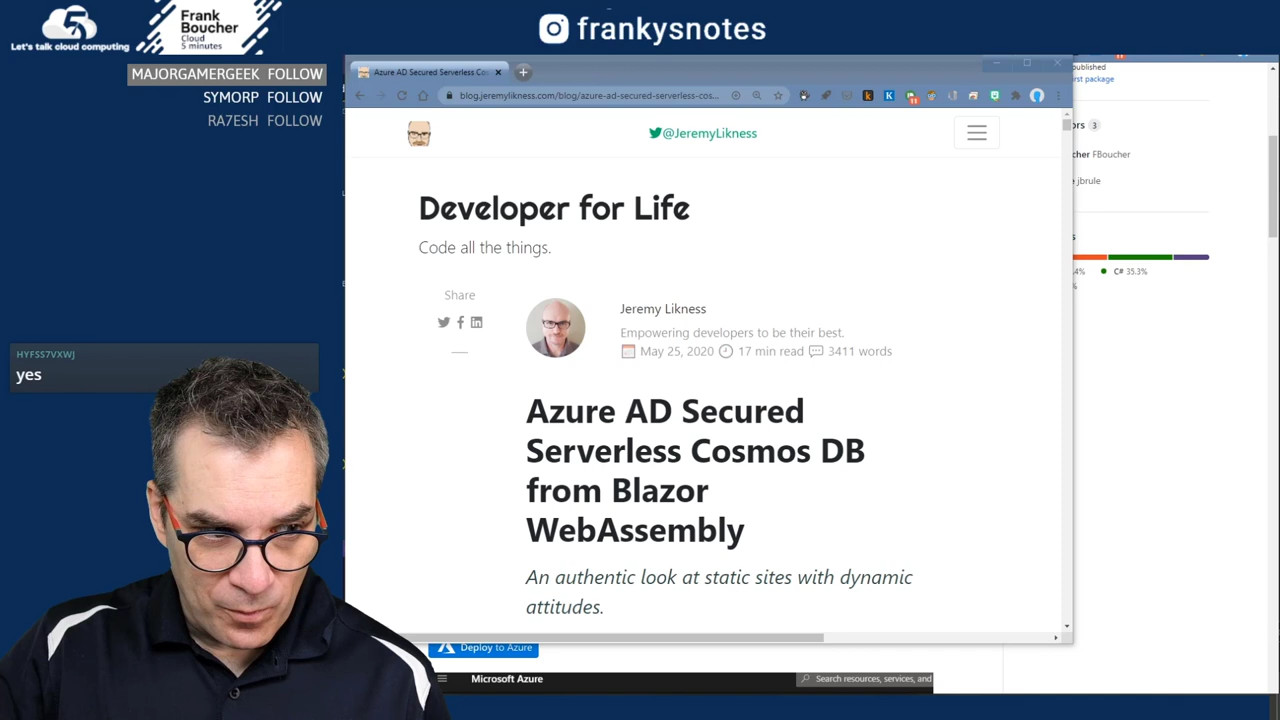 Let's talk cloud computing
5
Frank
Boucher
Cloud
5 minutes
frankysnotes
MAJORGAMERGEEK FOLLOW
SYMORP FOLLOW
RA7ESH FOLLOW
HYFSS7VXWJ
yes
Azure AD Secured Serverless Cos
blog.jeremylikness.com/blog/azure-ad-secured-serverless-cos...
@JeremyLikness
Developer for Life
Code all the things.
Share
Jeremy Likness
Empowering developers to be their best.
May 25, 2020 17 min read 3411 words
Azure AD Secured
Serverless Cosmos DB
from Blazor
WebAssembly
An authentic look at static sites with dynamic
attitudes.
Deploy to Azure
Microsoft Azure
Search resources, services, and
published
rst package
ors 3
cher FBoucher
e jbrule
s
.4% C# 35.3%
%